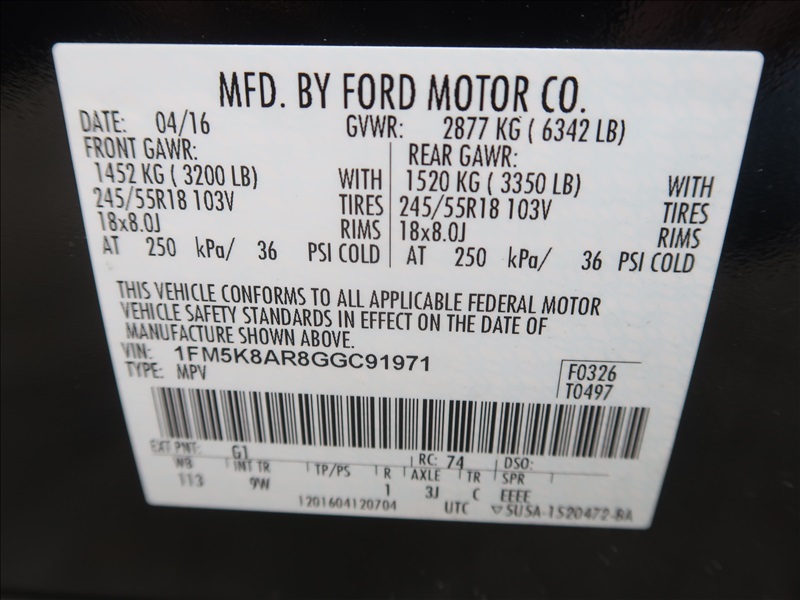 MFD. BY FORD MOTOR CO.
DATE: 04/16 GVWR: 2877 KG ( 6342 LB)
FRONT GAWR: REAR GAWR:
1452 KG ( 3200 LB) WITH 1520 KG ( 3350 LB) WITH
245/55R18 103V TIRES 245/55R18 103V TIRES
18x8.0J RIMS 18x8.0J RIMS
AT 250 kPa/ 36 PSI COLD AT 250 kPa/ 36 PSI COLD
THIS VEHICLE CONFORMS TO ALL APPLICABLE FEDERAL MOTOR
VEHICLE SAFETY STANDARDS IN EFFECT ON THE DATE OF
MANUFACTURE SHOWN ABOVE.
VIN: 1FM5K8AR8GGC91971
TYPE: MPV F0326
T0497
EXT PNT: G1 RC: 74 DSO:
WB INT TR TP/PS R AXLE TR SPR
113 9W 1 3J C EEEE
1201604120704 UTC ▽5USA-1520472-BA